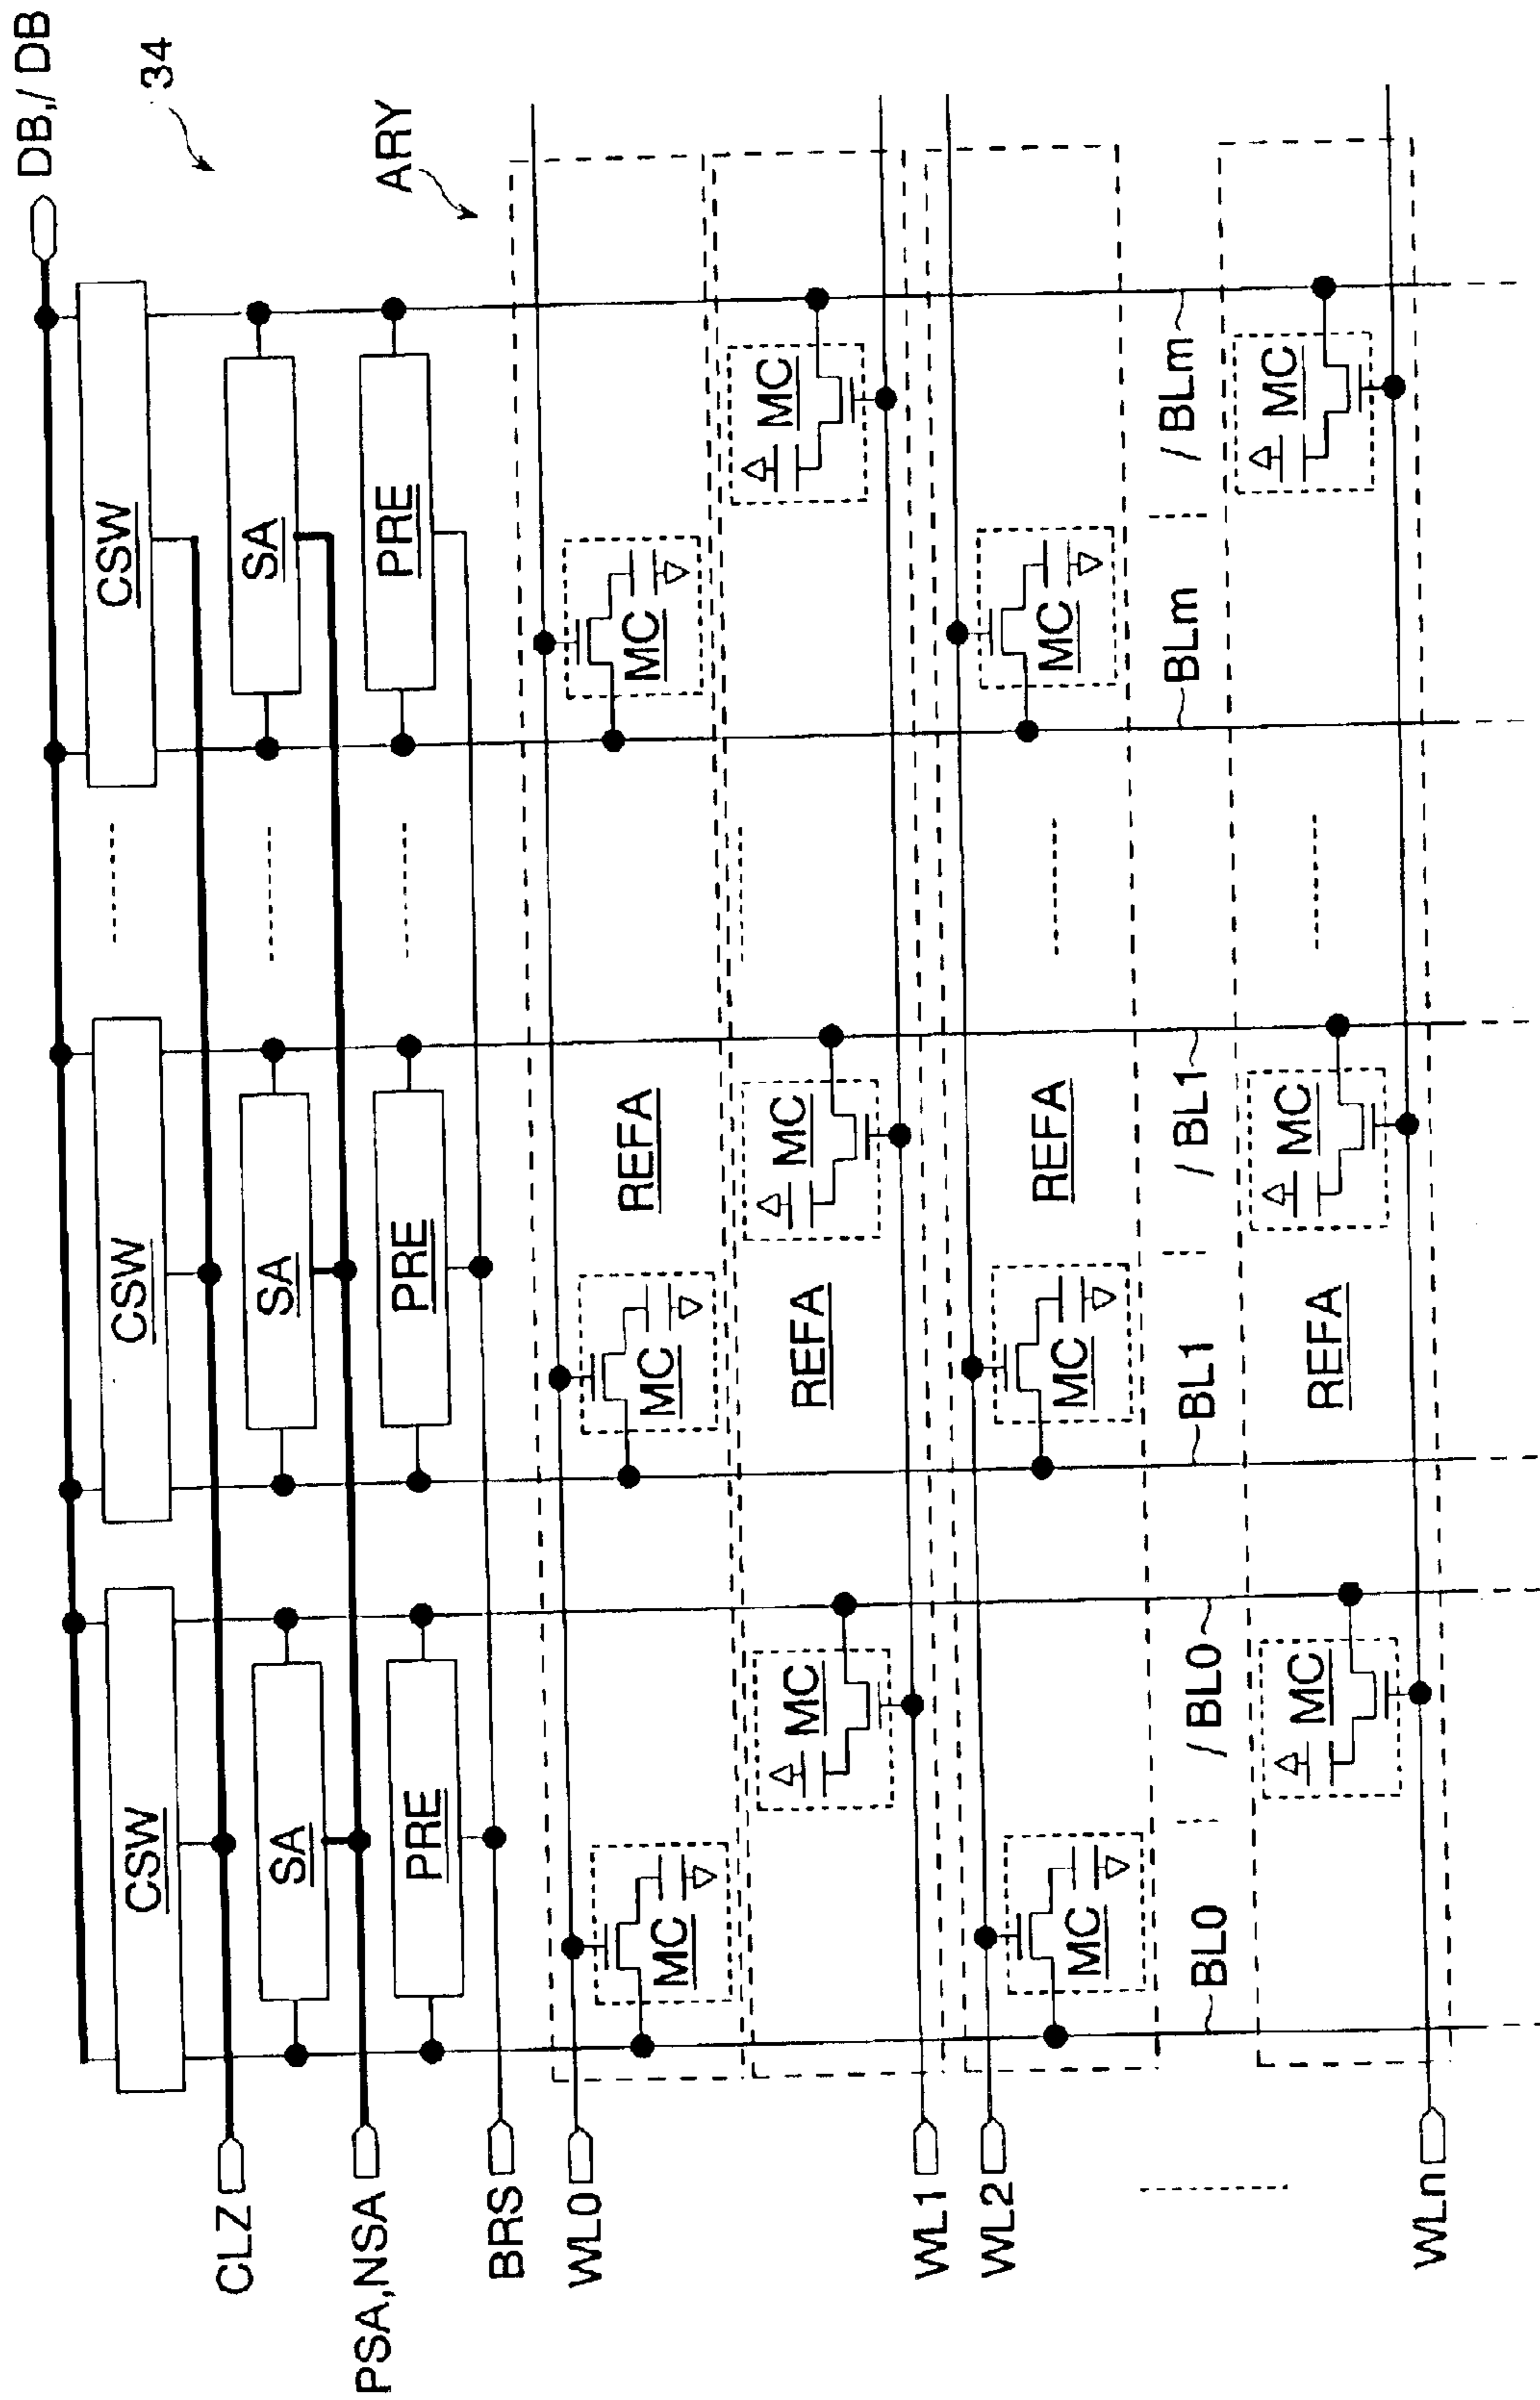 DB,/ DB
34
ARY
CSW
CSW
CSW
CLZ
SA
SA
SA
PSA,NSA
PRE
PRE
PRE
BRS
WL0
MC
MC
REFA
MC
MC
REFA
MC
MC
WL1
WL2
MC
MC
REFA
MC
BL0
/ BL0
BL1
/ BL1
BLm
/ BLm
MC
REFA
MC
MC
WLn